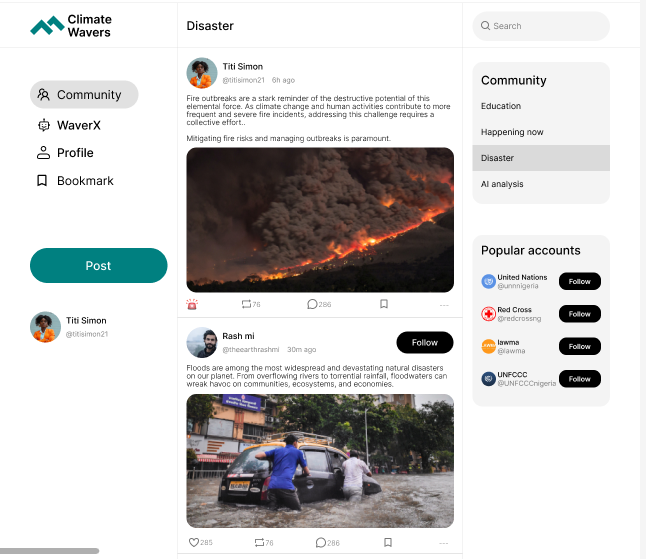 Climate
Wavers
Community
WaverX
Profile
Bookmark
Post
Titi Simon
@titisimon21
Disaster
Titi Simon
@titisimon21 6h ago
Fire outbreaks are a stark reminder of the destructive potential of this
elemental force. As climate change and human activities contribute to more
frequent and severe fire incidents, addressing this challenge requires a
collective effort..
Mitigating fire risks and managing outbreaks is paramount.
76
286
Rash mi
@theearthrashmi 30m ago
Follow
Floods are among the most widespread and devastating natural disasters
on our planet. From overflowing rivers to torrential rainfall, floodwaters can
wreak havoc on communities, ecosystems, and economies.
285
76
286
Search
Community
Education
Happening now
Disaster
AI analysis
Popular accounts
United Nations
@unnnigeria
Follow
Red Cross
@redcrossng
Follow
lawma
@lawma
Follow
UNFCCC
@UNFCCCnigeria
Follow